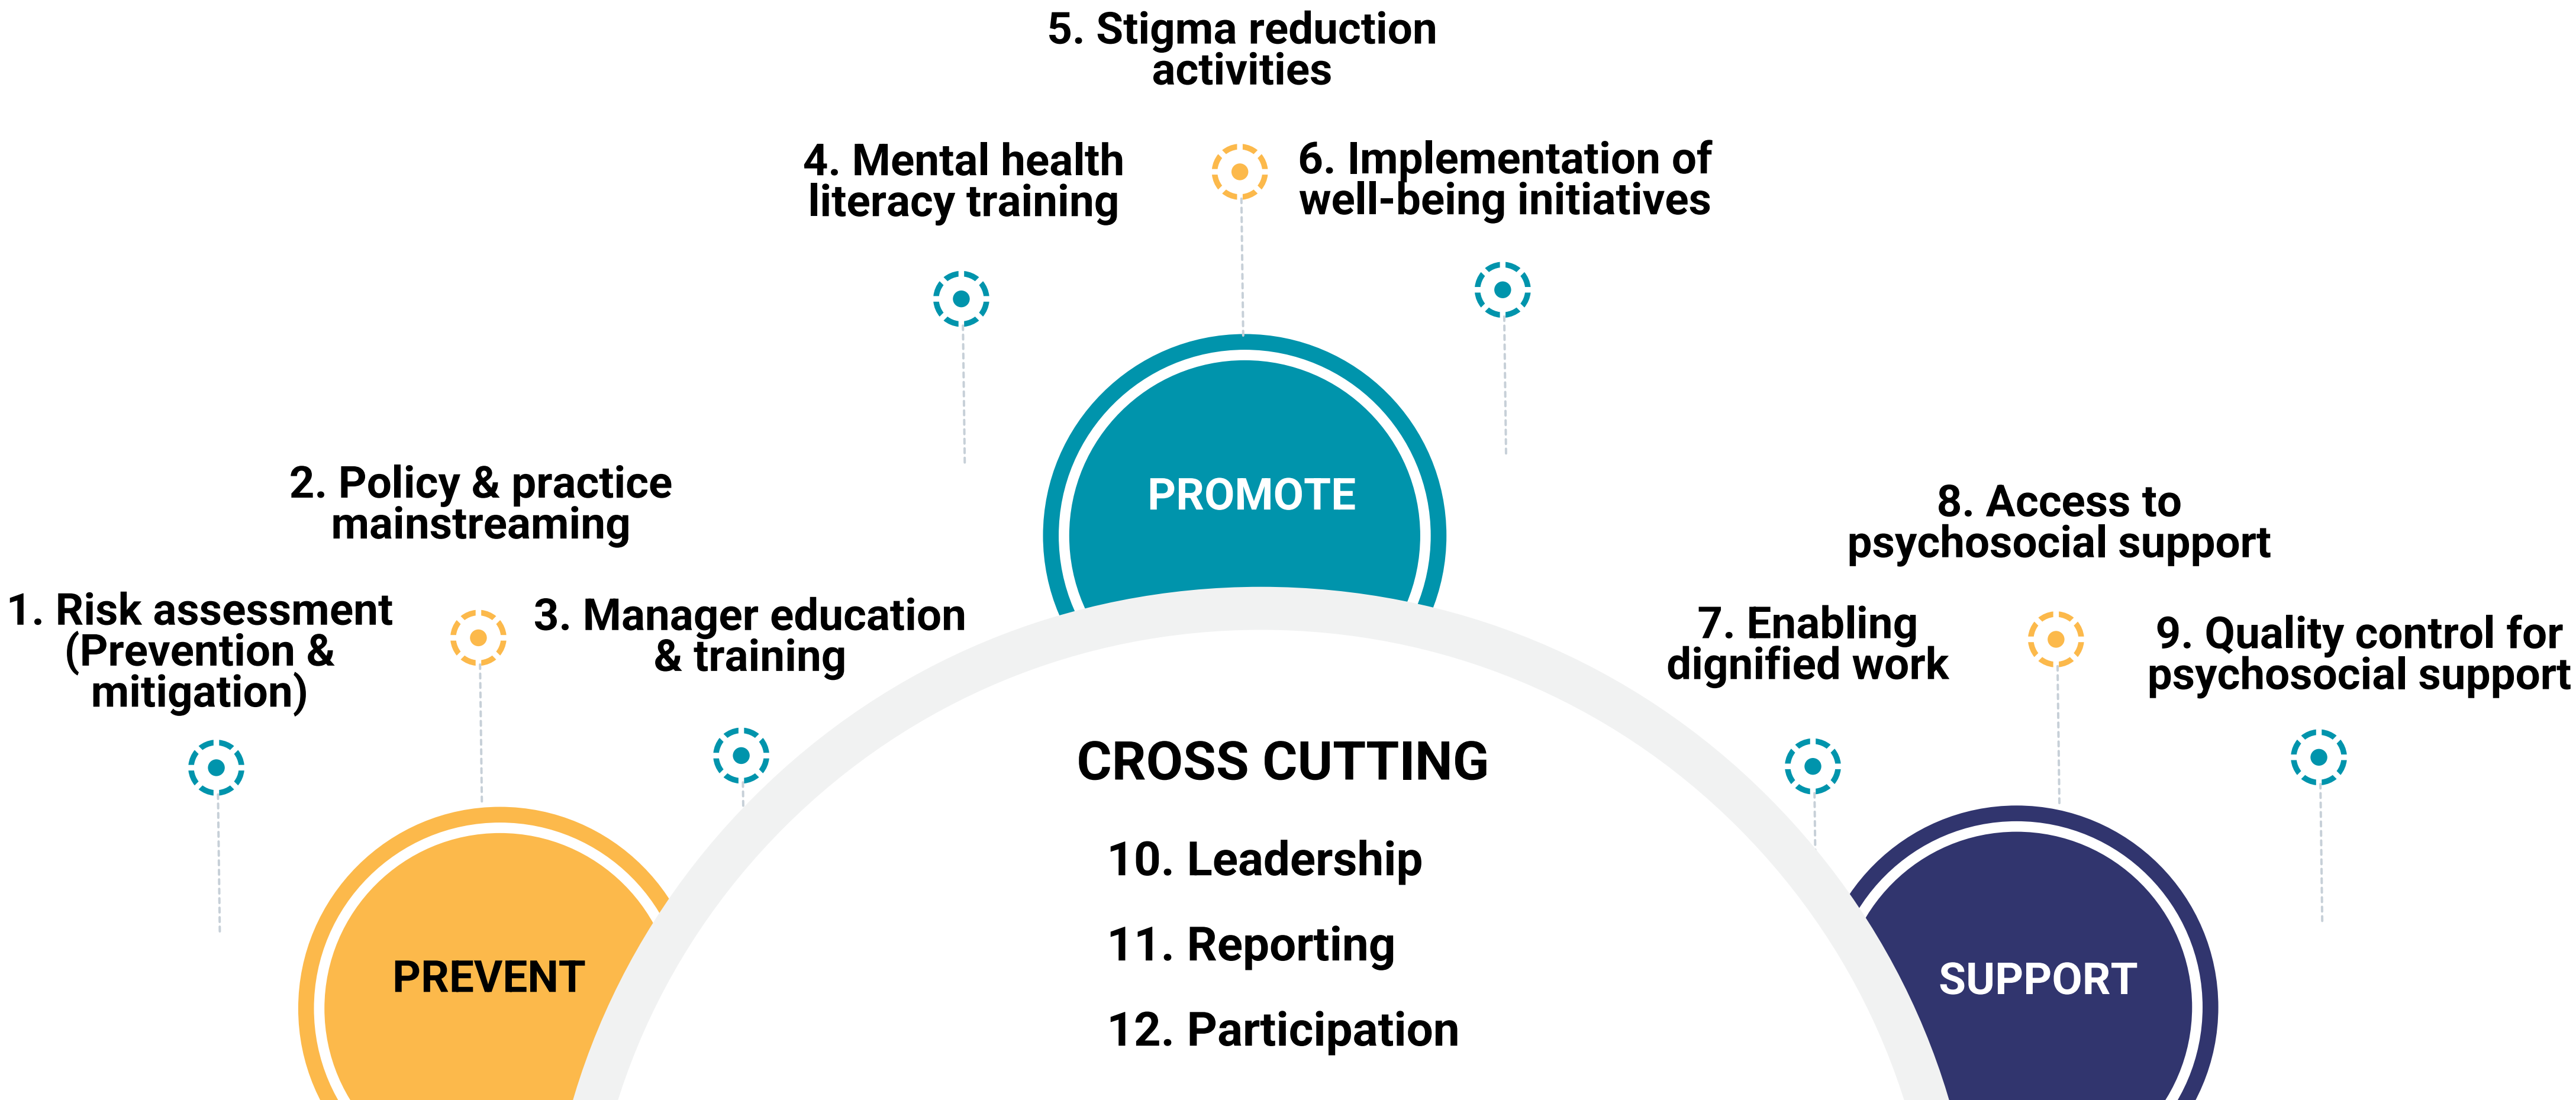 1. Risk assessment
(Prevention &
mitigation)
2. Policy & practice
mainstreaming
3. Manager education
& training
PREVENT
4. Mental health
literacy training
5. Stigma reduction
activities
6. Implementation of
well-being initiatives
PROMOTE
7. Enabling
dignified work
8. Access to
psychosocial support
9. Quality control for
psychosocial support
SUPPORT
CROSS CUTTING
10. Leadership
11. Reporting
12. Participation